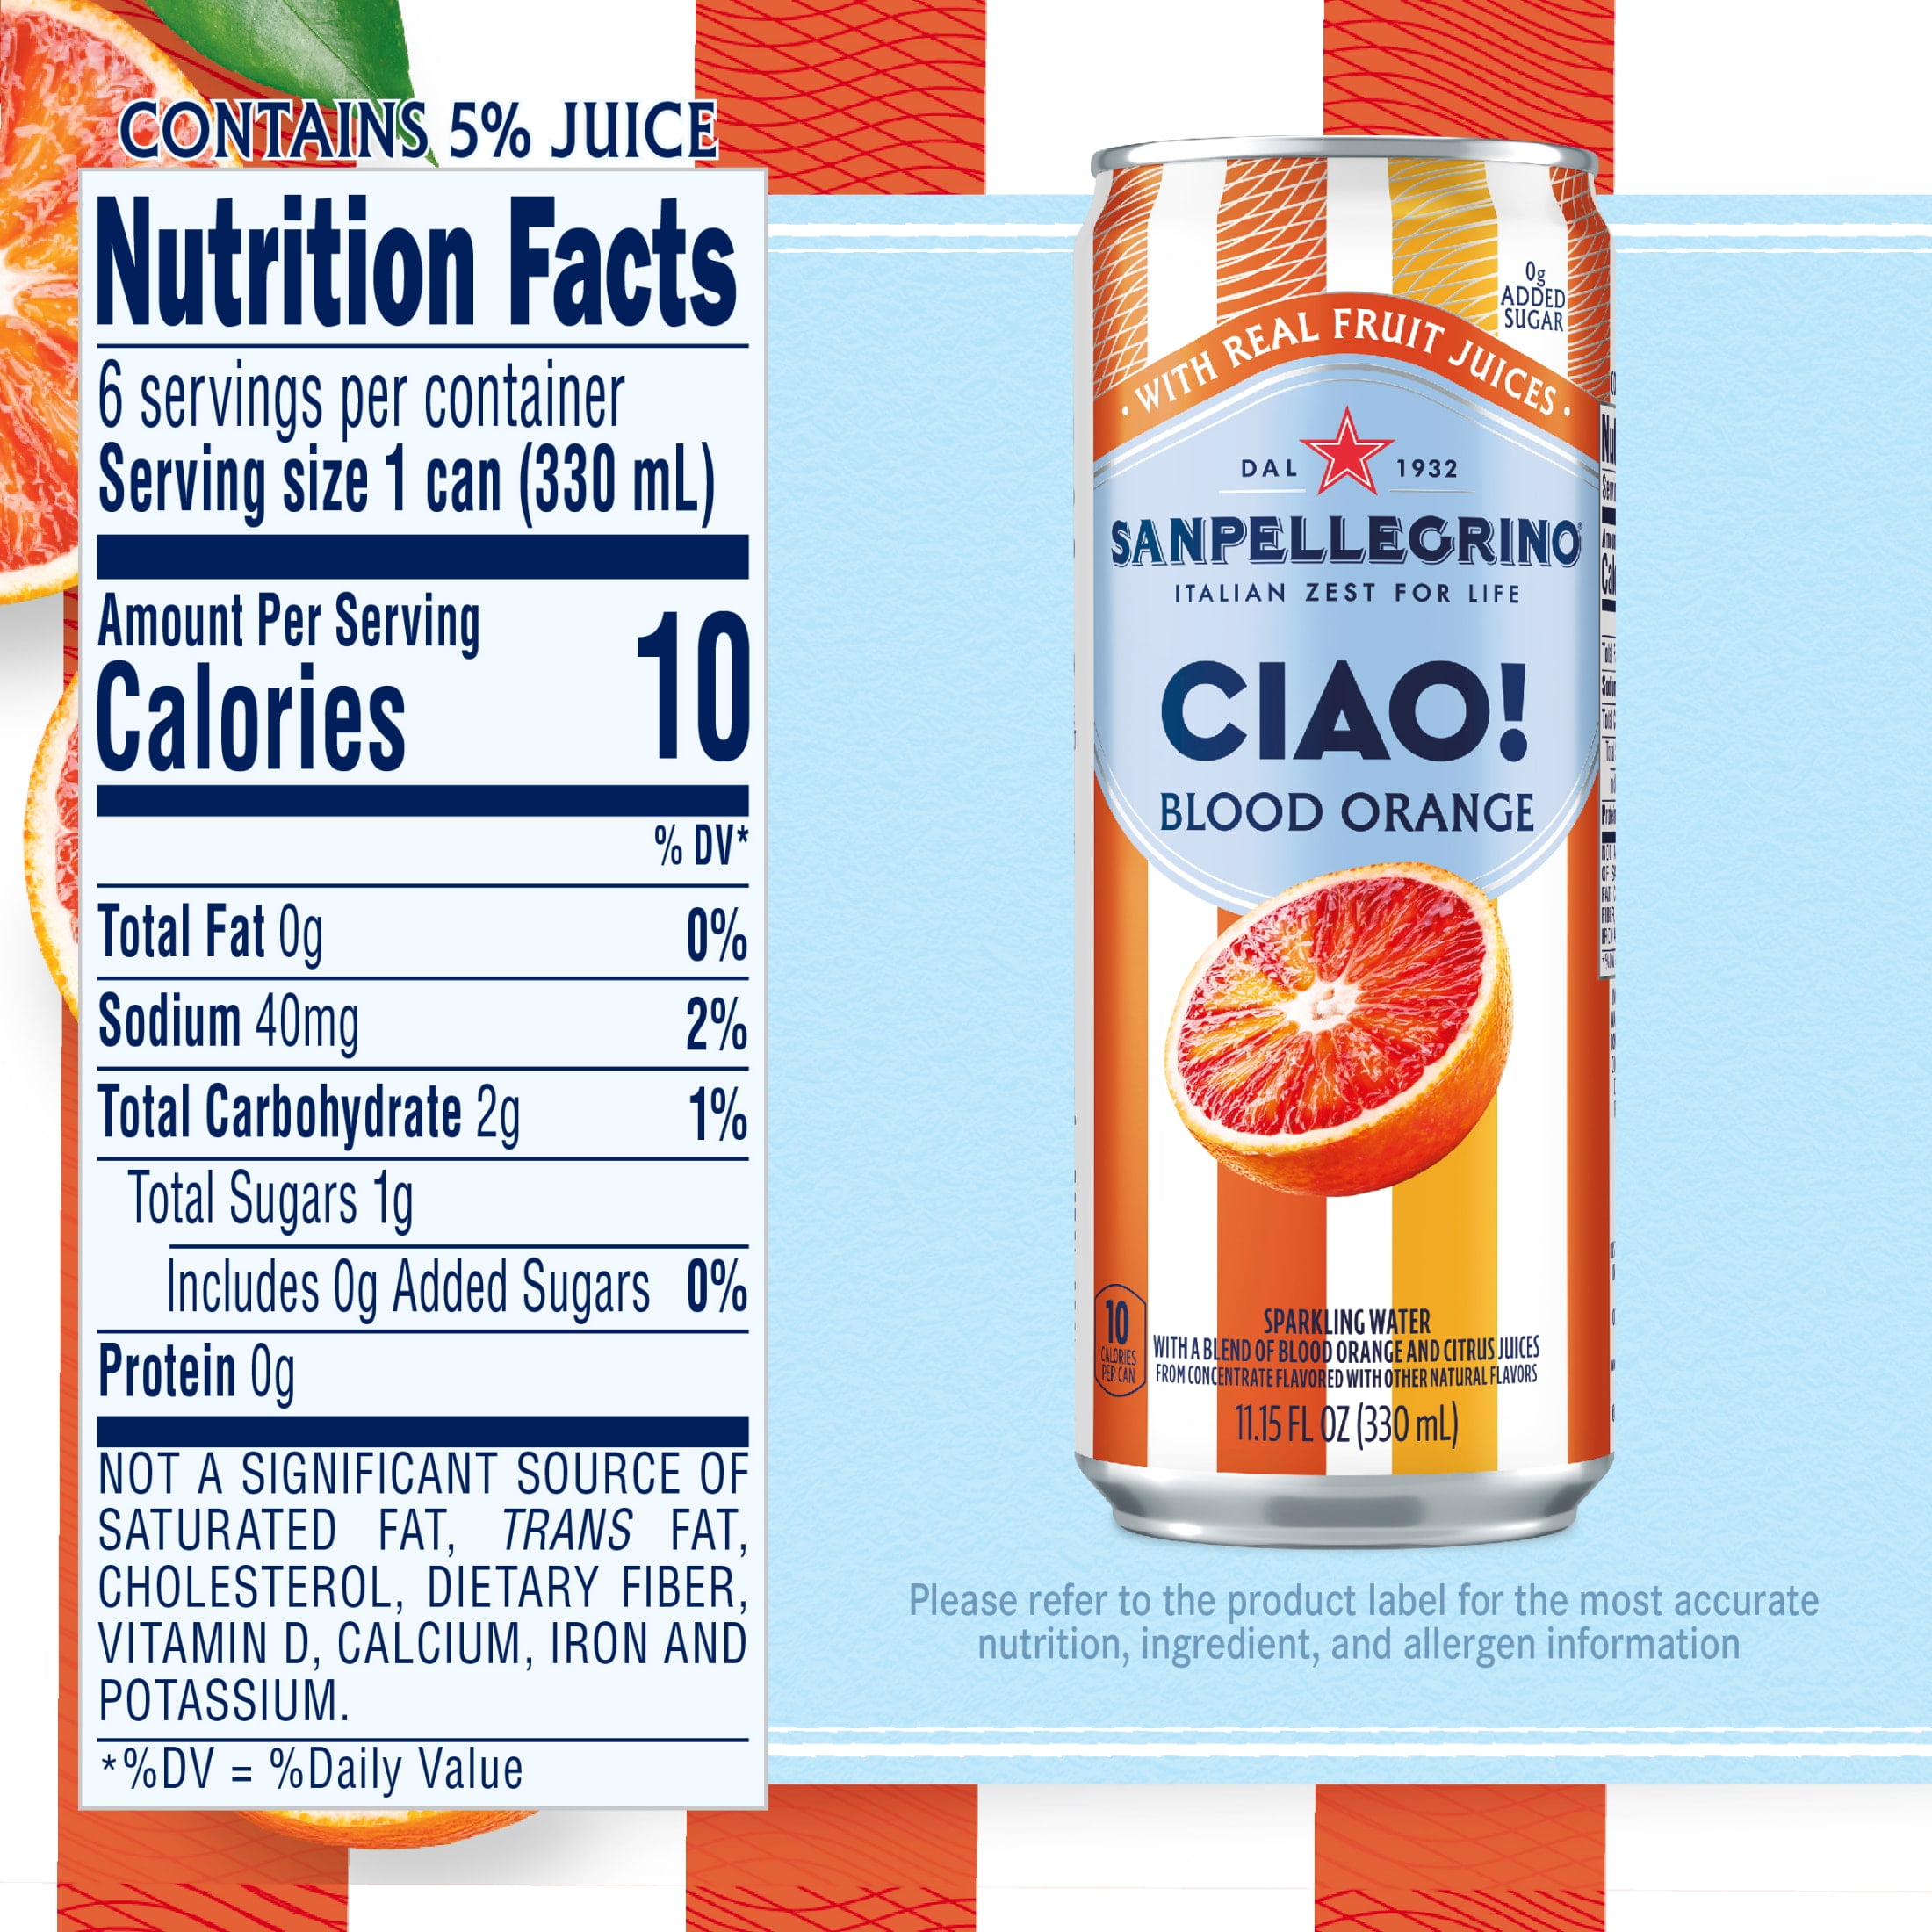 CONTAINS 5% JUICE
Nutrition Facts
6 servings per container
Serving size 1 can (330 mL)
Amount Per Serving
Calories 10
% DV*
Total Fat 0g 0%
Sodium 40mg 2%
Total Carbohydrate 2g 1%
Total Sugars 1g
Includes 0g Added Sugars 0%
Protein 0g
NOT A SIGNIFICANT SOURCE OF
SATURATED FAT, TRANS FAT,
CHOLESTEROL, DIETARY FIBER,
VITAMIN D, CALCIUM, IRON AND
POTASSIUM.
*%DV = %Daily Value
0g
ADDED
SUGAR
· WITH REAL FRUIT JUICES ·
DAL 1932
SANPELLEGRINO
ITALIAN ZEST FOR LIFE
CIAO!
BLOOD ORANGE
10
CALORIES
PER CAN
SPARKLING WATER
WITH A BLEND OF BLOOD ORANGE AND CITRUS JUICES
FROM CONCENTRATE FLAVORED WITH OTHER NATURAL FLAVORS
11.15 FL OZ (330 mL)
Please refer to the product label for the most accurate
nutrition, ingredient, and allergen information